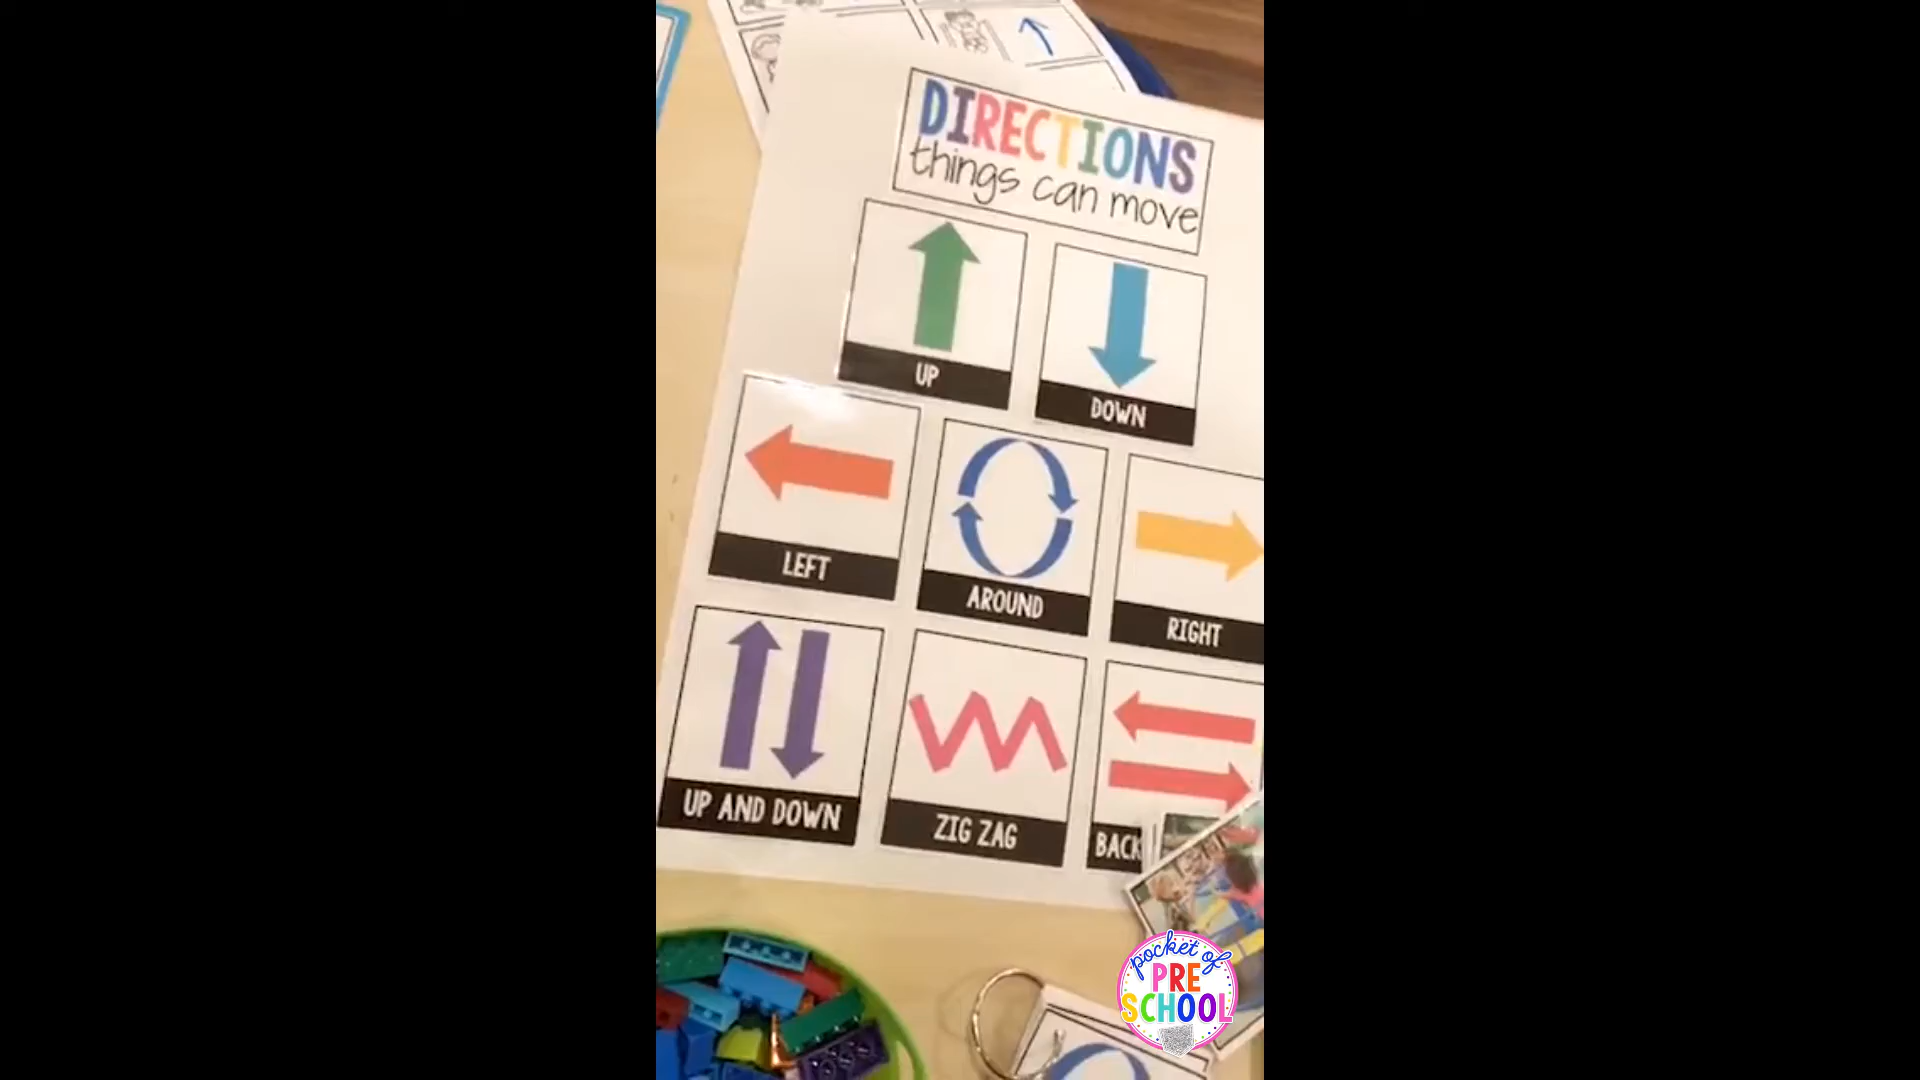 DIRECTIONS
things can move
UP
DOWN
LEFT
AROUND
RIGHT
UP AND DOWN
ZIG ZAG
BACK
pocket of
PRE
SCHOOL